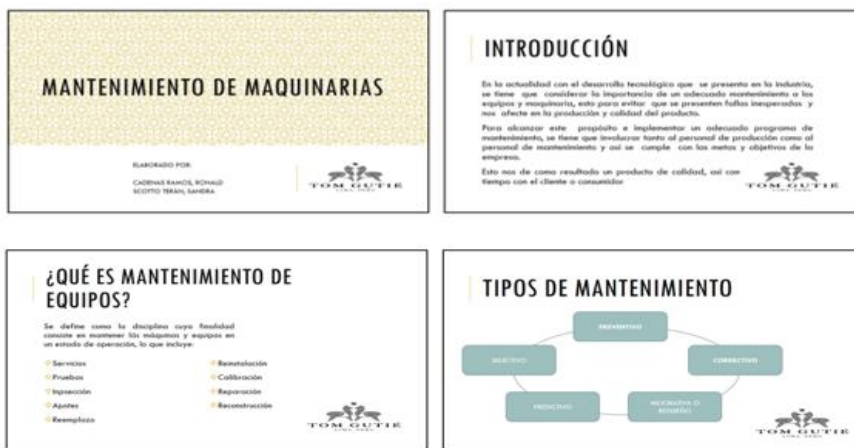 MANTENIMIENTO DE MAQUINARIAS
ELABORADO POR:
CADENAS RAMOS, RONALD
SCOTTO TERÁN, SANDRA
TOM GUTIE
INTRODUCCIÓN
En la actualidad con el desarrollo tecnológico que se presenta en la industria,
se tiene que considerar la importancia de un adecuado mantenimiento a los
equipos y maquinaria, esto para evitar que se presenten fallas inesperadas y
nos afecte en la producción y calidad del producto.
Para alcanzar este propósito e implementar un adecuado programa de
mantenimiento, se tiene que involucrar tanto al personal de producción como al
personal de mantenimiento y así se cumple con las metas y objetivos de la
empresa.
Esto nos da como resultado un producto de calidad, así com
tiempo con el cliente o consumidor
TOM GUTIE
¿QUÉ ES MANTENIMIENTO DE
EQUIPOS?
Se define como la disciplina cuya finalidad
consiste en mantener las máquinas y equipos en
un estado de operación, lo que incluye:
Servicios
Pruebas
Inspección
Ajustes
Reemplazo
Reinstalación
Calibración
Reparación
Reconstrucción
TOM GUTIE
TIPOS DE MANTENIMIENTO
PREVENTIVO
SELECTIVO
CORRECTIVO
PREDICTIVO
MEJORATIVA O
REDISEÑO
TOM GUTIE